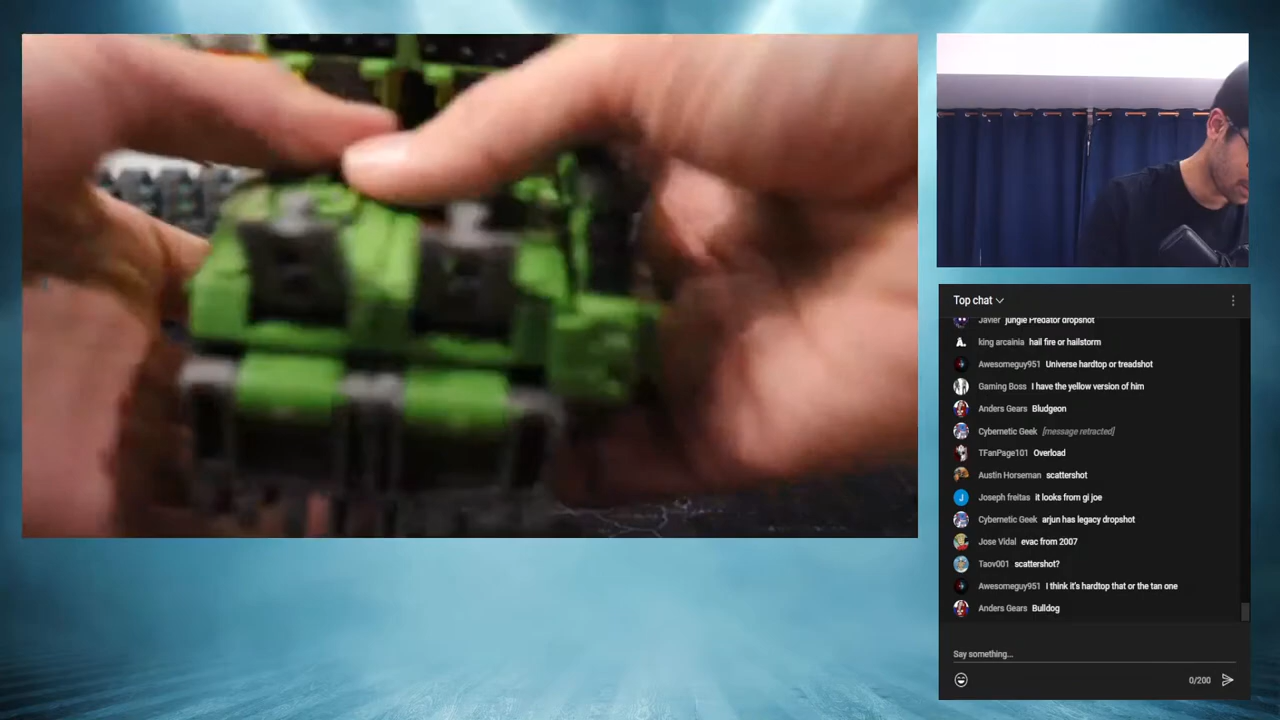 Top chat
Javier jungle Predator dropshot
king arcainia hail fire or hailstorm
Awesomeguy951 Universe hardtop or treadshot
Gaming Boss I have the yellow version of him
Anders Gears Bludgeon
Cybernetic Geek [message retracted]
TFanPage101 Overload
Austin Horseman scattershot
J Joseph freitas it looks from gi joe
Cybernetic Geek arjun has legacy dropshot
Jose Vidal evac from 2007
Taov001 scattershot?
Awesomeguy951 I think it's hardtop that or the tan one
Anders Gears Bulldog
Say something...
0/200